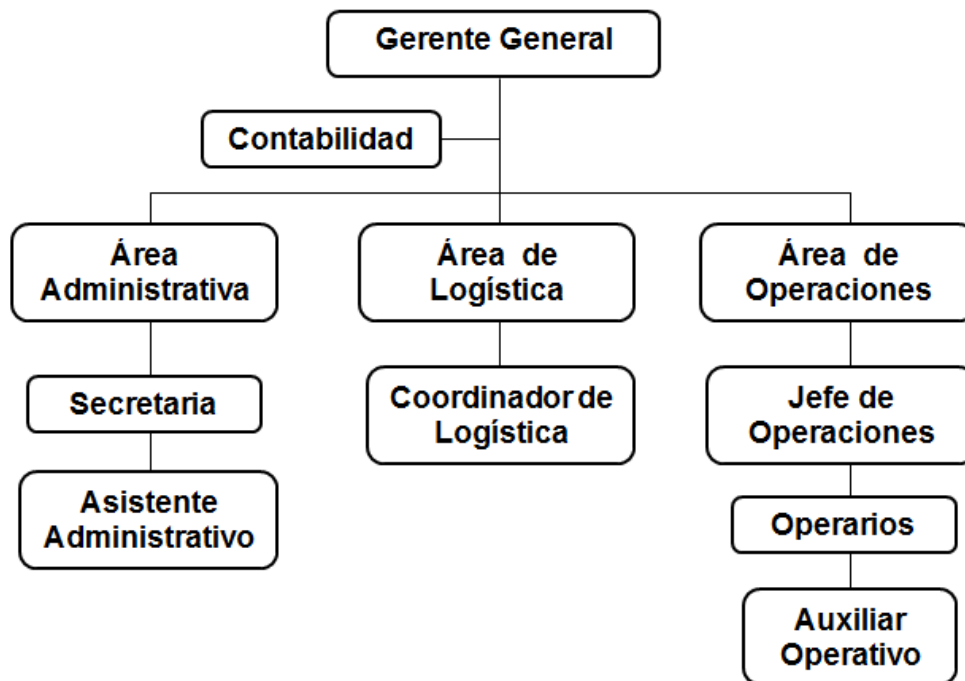 Gerente General
Contabilidad
Área
Administrativa
Área de
Logística
Área de
Operaciones
Secretaria
Coordinador de
Logística
Jefe de
Operaciones
Asistente
Administrativo
Operarios
Auxiliar
Operativo